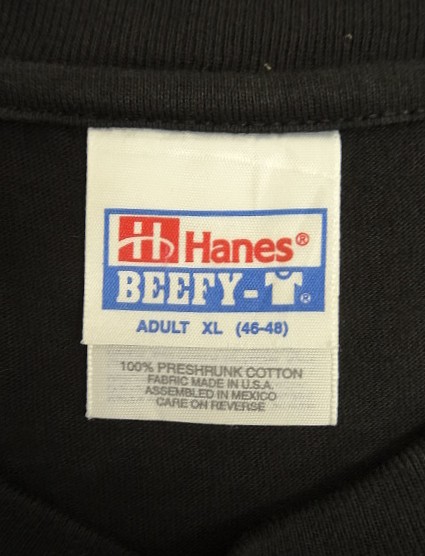 Hanes®
BEEFY-T®
ADULT XL (46-48)
100% PRESHRUNK COTTON
FABRIC MADE IN U.S.A.
ASSEMBLED IN MEXICO
CARE ON REVERSE